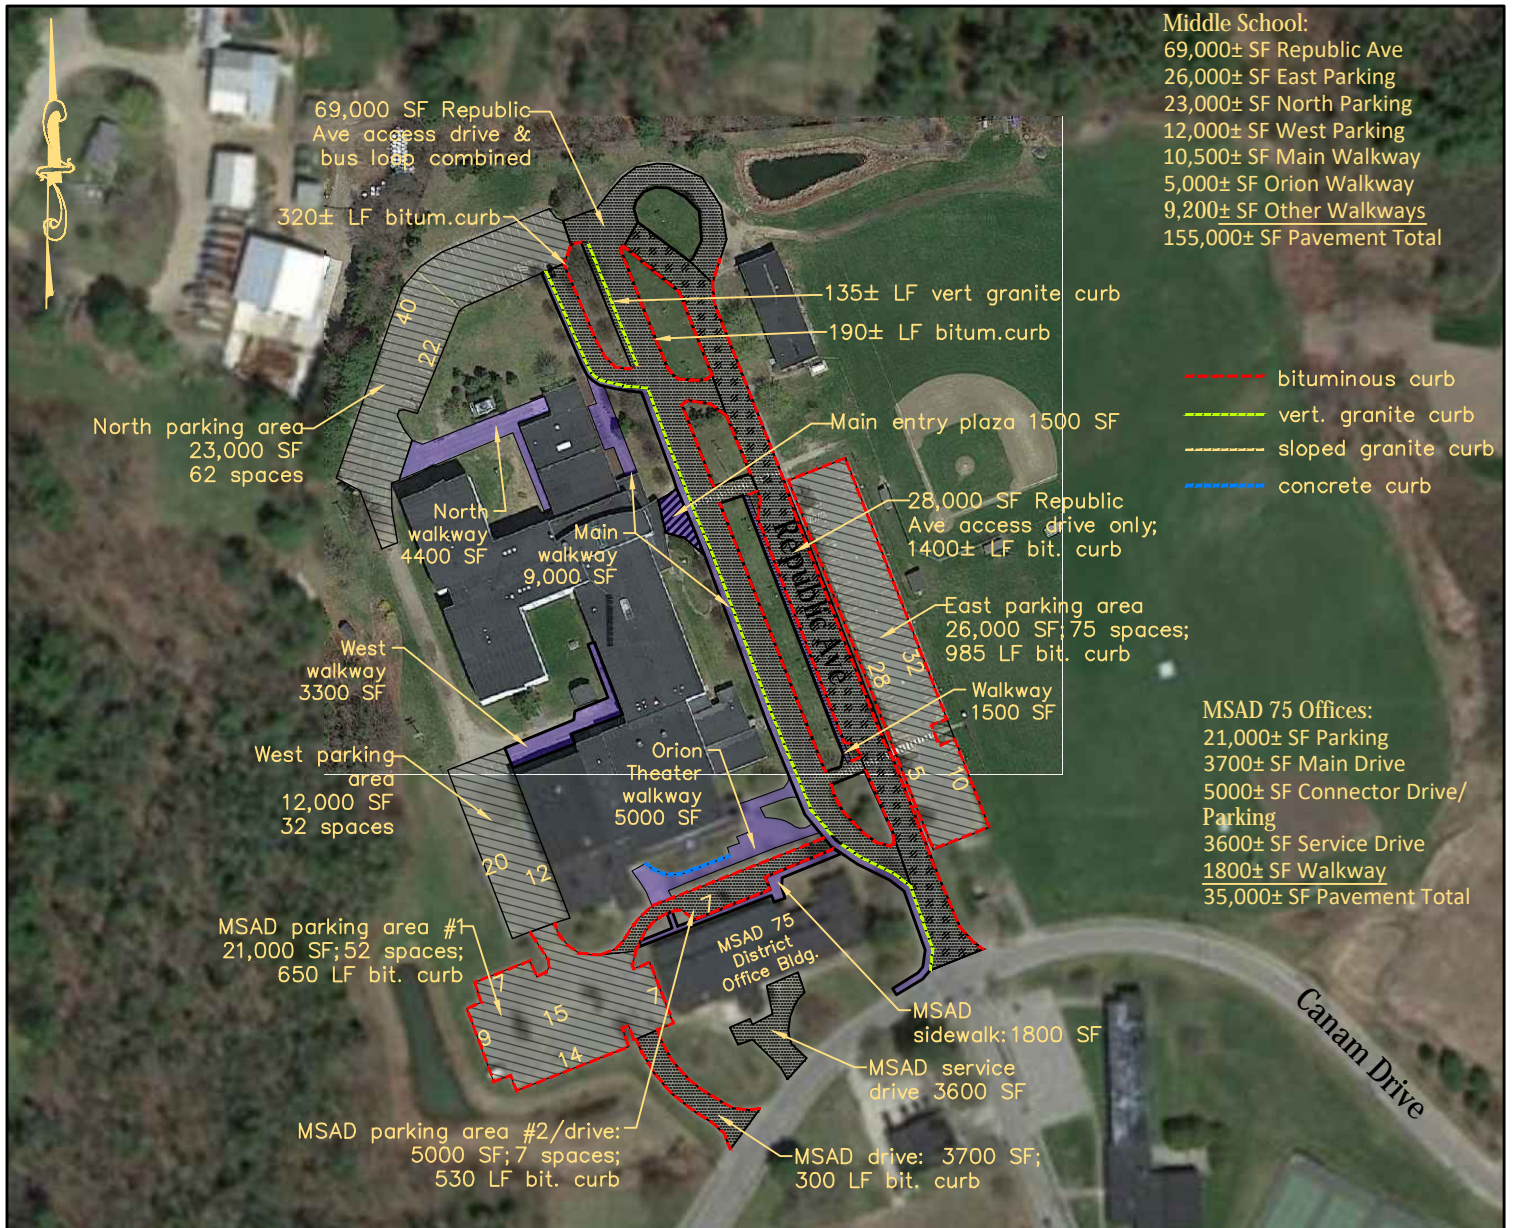 Middle School:
69,000± SF Republic Ave
26,000± SF East Parking
23,000± SF North Parking
12,000± SF West Parking
10,500± SF Main Walkway
5,000± SF Orion Walkway
9,200± SF Other Walkways
155,000± SF Pavement Total
69,000 SF Republic
Ave access drive &
bus loop combined
320± LF bitum.curb
135± LF vert granite curb
190± LF bitum.curb
bituminous curb
vert. granite curb
sloped granite curb
concrete curb
40
22
North parking area
23,000 SF
62 spaces
Main entry plaza 1500 SF
North
walkway
4400 SF
Main
walkway
9,000 SF
28,000 SF Republic
Ave access drive only;
1400± LF bit. curb
Republic Ave
East parking area
26,000 SF; 75 spaces;
985 LF bit. curb
32
28
West
walkway
3300 SF
Walkway
1500 SF
5
10
West parking
area
12,000 SF
32 spaces
Orion
Theater
walkway
5000 SF
20
12
MSAD 75 Offices:
21,000± SF Parking
3700± SF Main Drive
5000± SF Connector Drive/
Parking
3600± SF Service Drive
1800± SF Walkway
35,000± SF Pavement Total
MSAD parking area #1
21,000 SF; 52 spaces;
650 LF bit. curb
7
MSAD 75
District
Office Bldg.
7
7
15
9
14
MSAD
sidewalk: 1800 SF
MSAD service
drive 3600 SF
Canam Drive
MSAD parking area #2/drive:
5000 SF; 7 spaces;
530 LF bit. curb
MSAD drive: 3700 SF;
300 LF bit. curb